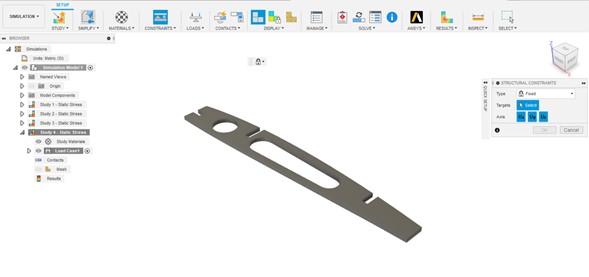 SETUP
SIMULATION
STUDY
SIMPLIFY
MATERIALS
CONSTRAINTS
LOADS
CONTACTS
DISPLAY
MANAGE
SOLVE
ANSYS
RESULTS
INSPECT
SELECT
BROWSER
Simulations
Units: Metric (SI)
Simulation Model 1
Named Views
Origin
Model Components
Study 1 - Static Stress
Study 2 - Static Stress
Study 3 - Static Stress
Study 4 - Static Stress
Study Materials
Load Case1
Contacts
Mesh
Results
QUICK SETUP
STRUCTURAL CONSTRAINTS
Type Fixed
Targets Select
Axis
OK Cancel